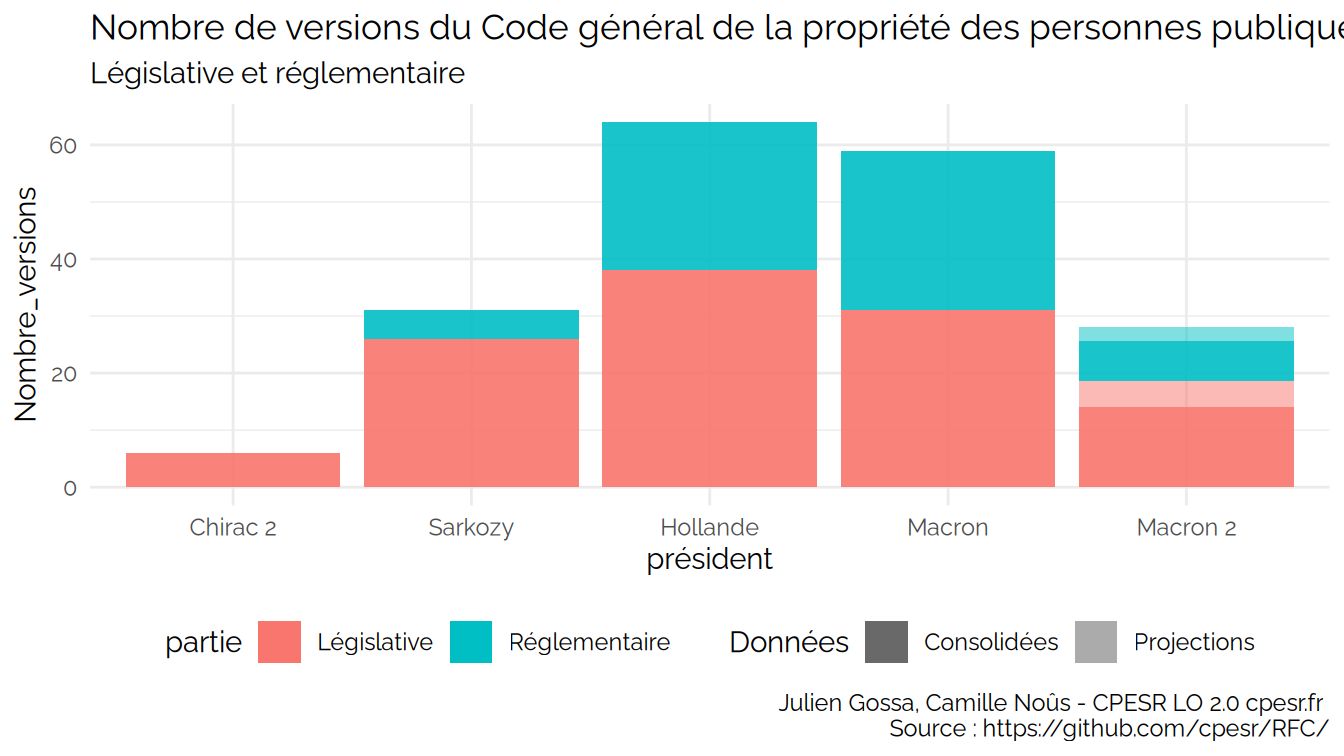 Nombre de versions du Code général de la propriété des personnes publique
Législative et réglementaire
Nombre_versions
60
40
20
0
Chirac 2 Sarkozy Hollande Macron Macron 2
président
partie Législative Réglementaire Données Consolidées Projections
Julien Gossa, Camille Noûs - CPESR LO 2.0 cpesr.fr
Source : https://github.com/cpesr/RFC/